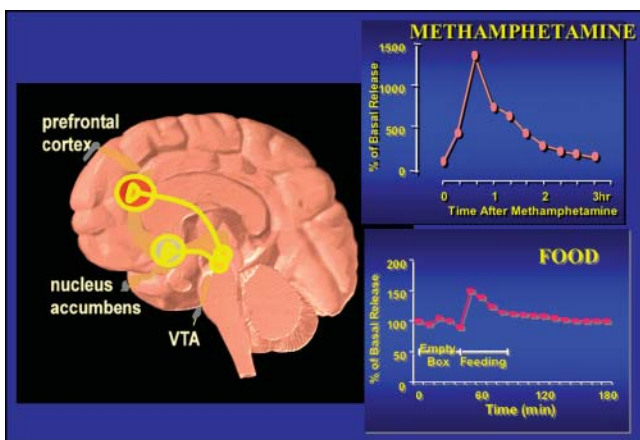 prefrontal
cortex
nucleus
accumbens
VTA
METHAMPHETAMINE
% of Basal Release
1500
1000
500
0
0 1 2 3hr
Time After Methamphetamine
FOOD
% of Basal Release
200
150
100
50
0
Empty
Box Feeding
0 60 120 180
Time (min)